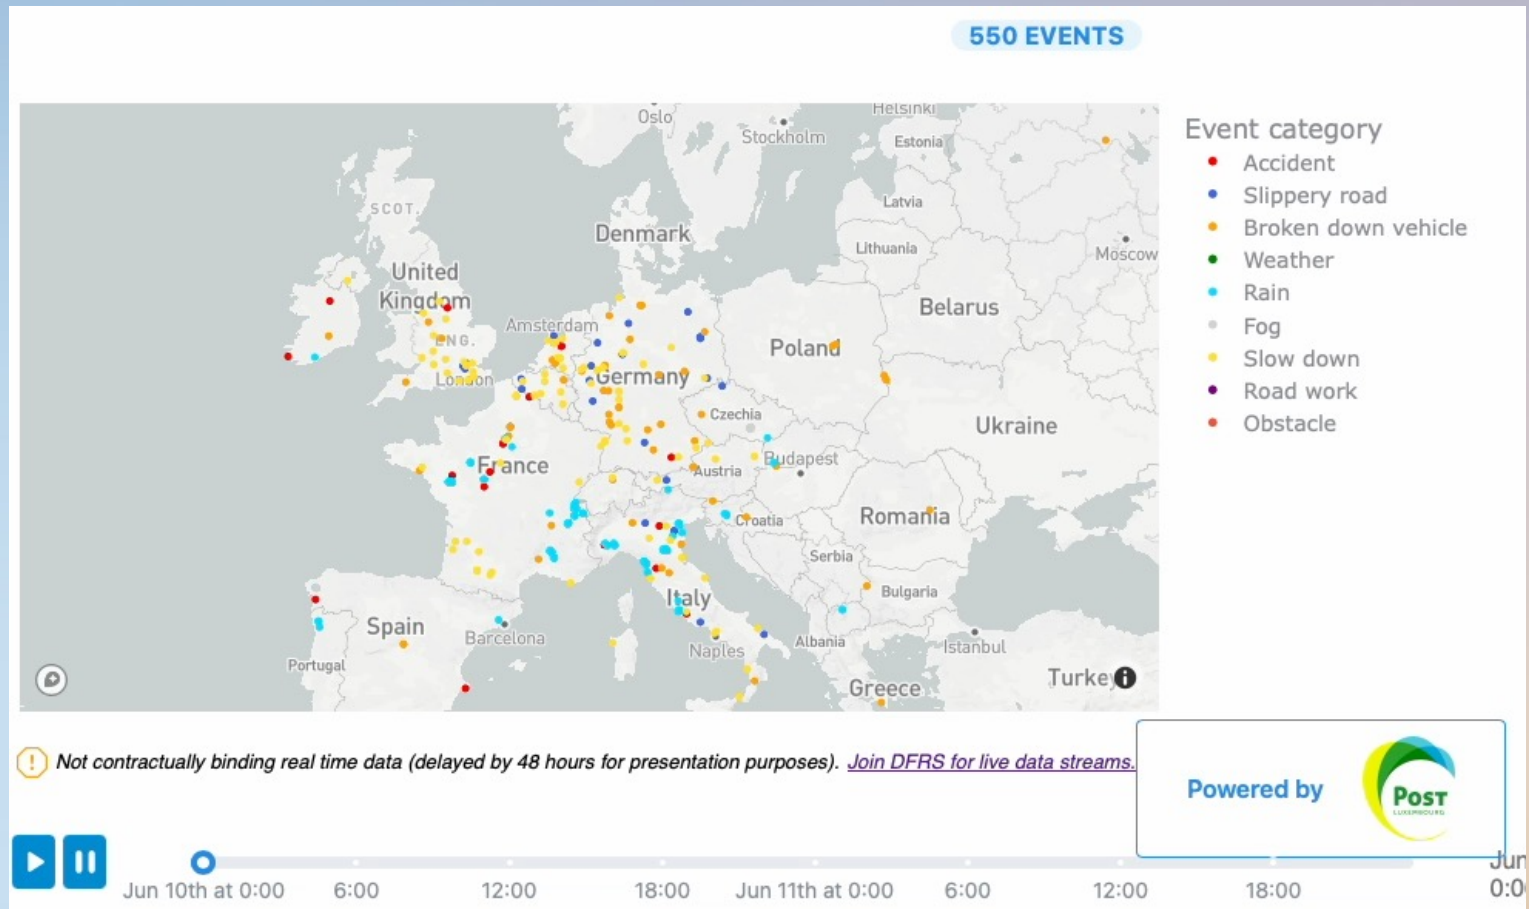 550 EVENTS
Oslo
Helsinki
Stockholm
Estonia
SCOT.
Latvia
Denmark
Lithuania
Moscow
United
Kingdom
Belarus
Amsterdam
ENG.
Poland
London
Germany
Czechia
Ukraine
France
Budapest
Austria
Croatia
Romania
Serbia
Bulgaria
Italy
Spain
Barcelona
Albania
Istanbul
Naples
Portugal
Greece
Turkey
Event category
Accident
Slippery road
Broken down vehicle
Weather
Rain
Fog
Slow down
Road work
Obstacle
Not contractually binding real time data (delayed by 48 hours for presentation purposes). Join DFRS for live data streams.
Powered by
POST
LUXEMBOURG
Jun 10th at 0:00 6:00 12:00 18:00 Jun 11th at 0:00 6:00 12:00 18:00
Jun
0:0